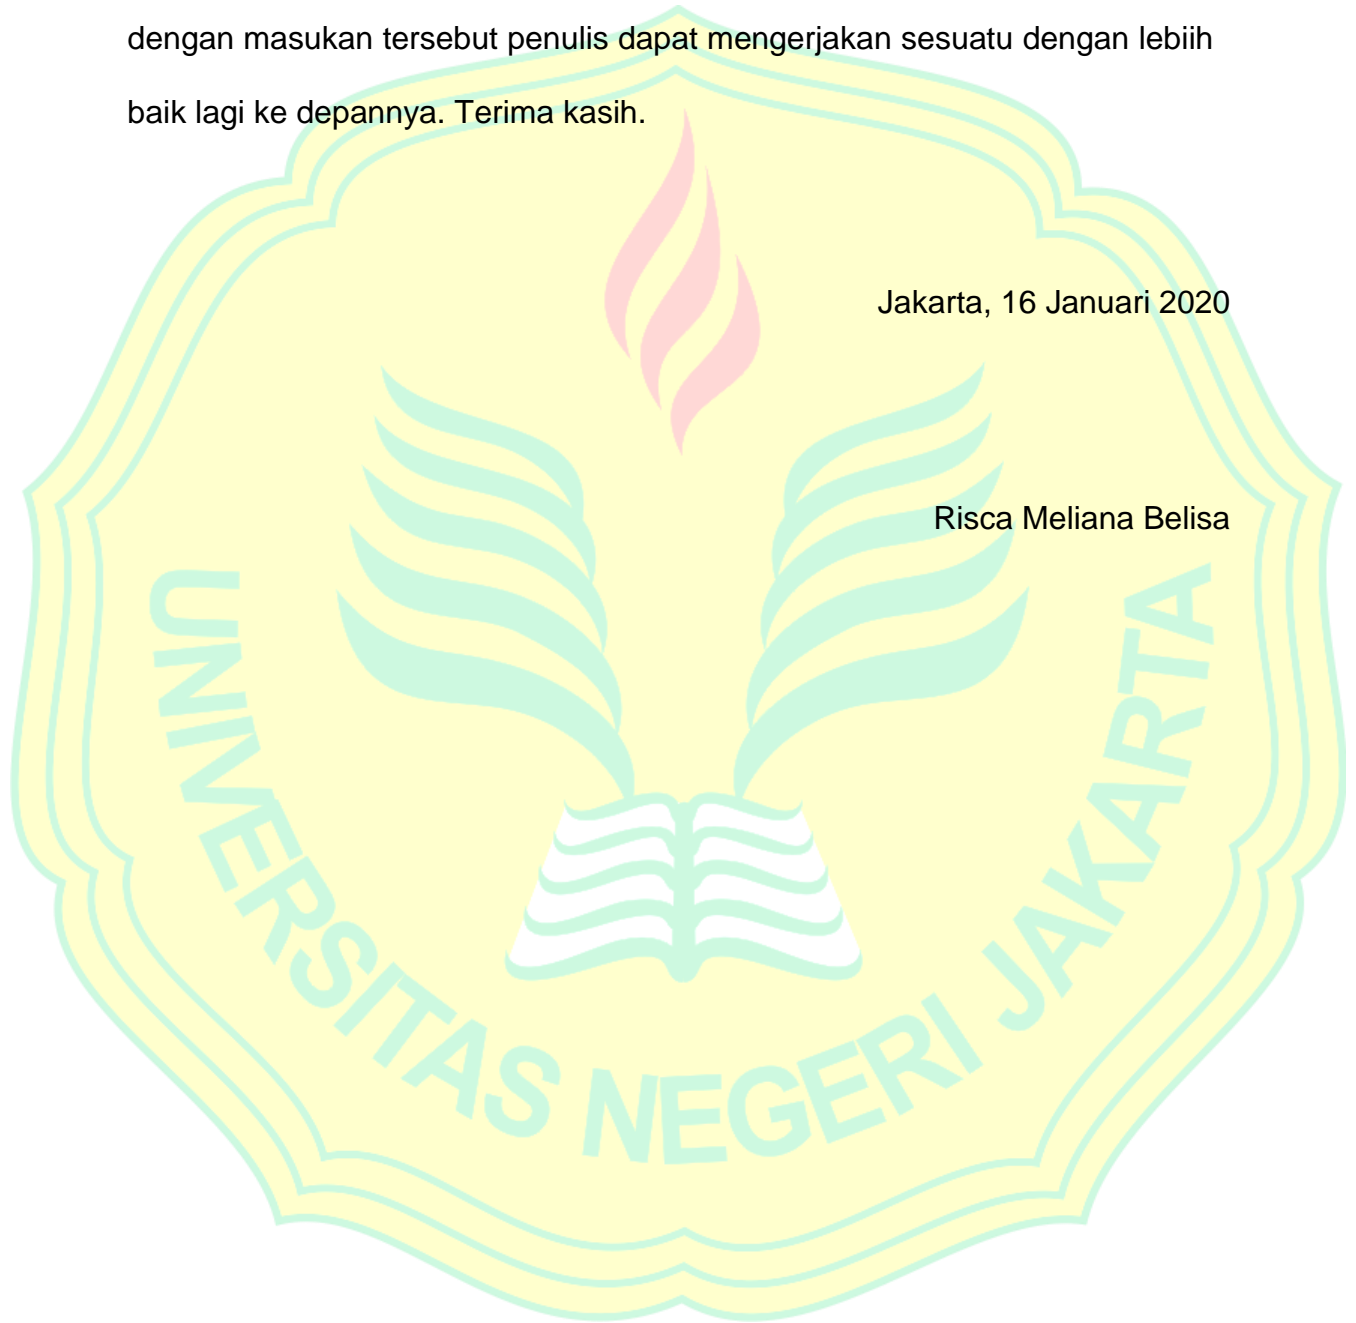 dengan masukan tersebut penulis dapat mengerjakan sesuatu dengan lebiih
baik lagi ke depannya. Terima kasih.
Jakarta, 16 Januari 2020
Risca Meliana Belisa
UNIVERSITAS NEGERI JAKARTA